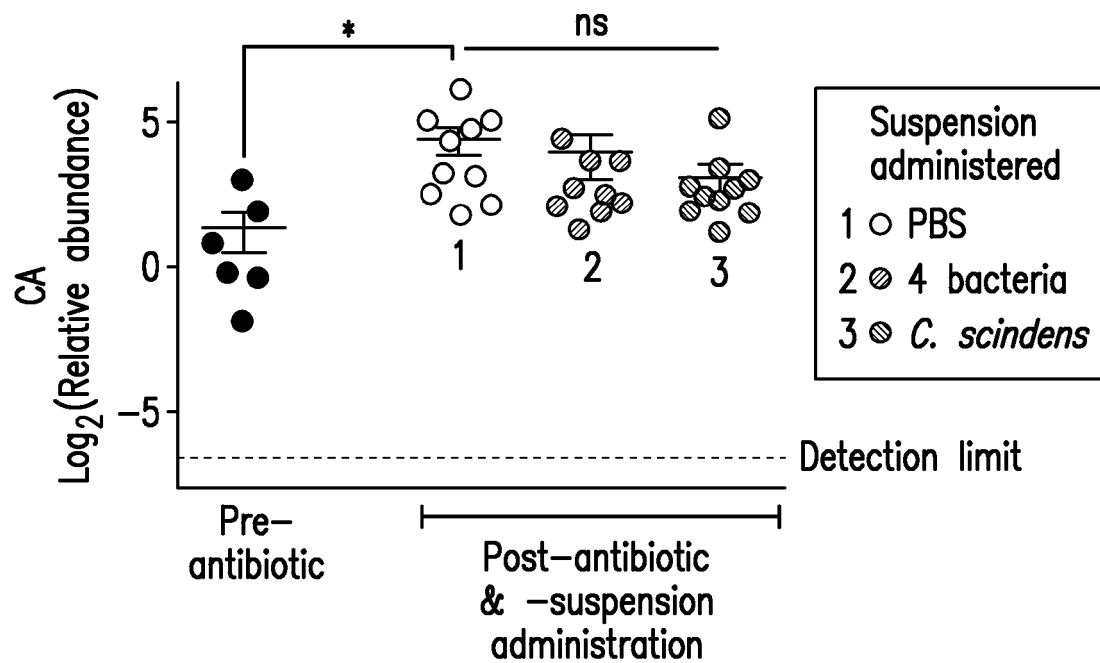 *
ns
CA
Log₂(Relative abundance)
5
0
−5
1
2
3
Detection limit
Pre−
antibiotic
Post−antibiotic
& −suspension
administration
Suspension
administered
1 PBS
2 4 bacteria
3 C. scindens